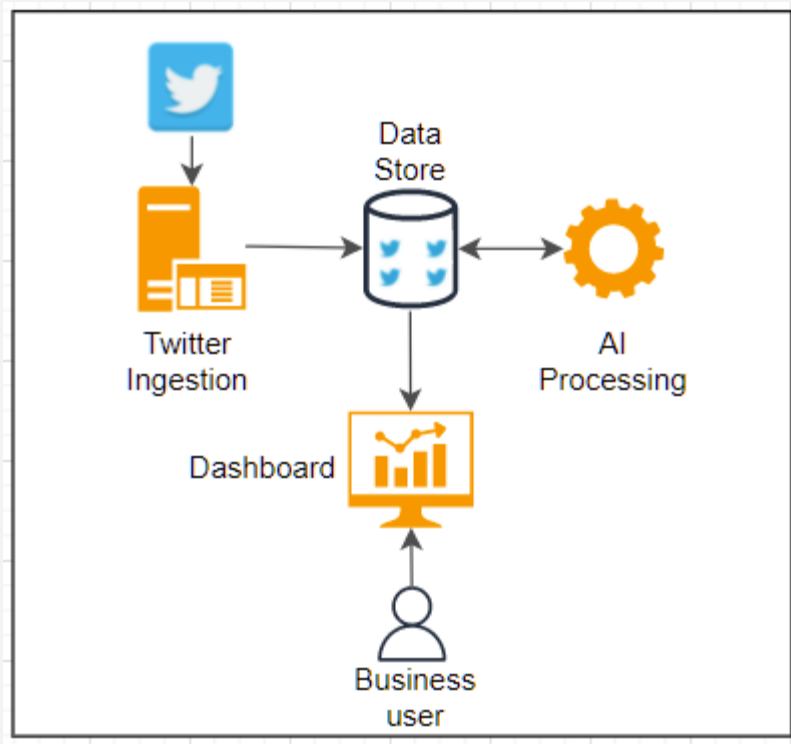 Data
Store
Twitter
Ingestion
AI
Processing
Dashboard
Business
user